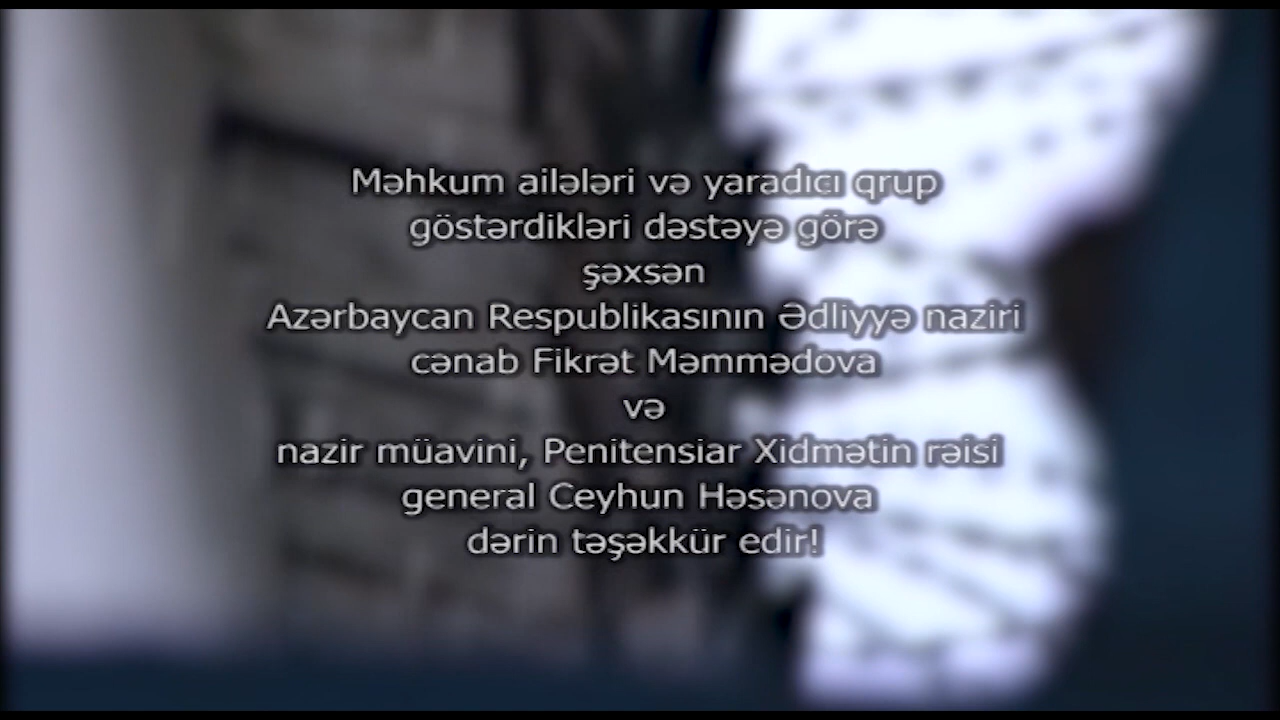 Məhkum ailələri və yaradıcı qrup
göstərdikləri dəstəyə görə
şəxsən
Azərbaycan Respublikasının Ədliyyə naziri
cənab Fikrət Məmmədova
və
nazir müavini, Penitensiar Xidmətin rəisi
general Ceyhun Həsənova
dərin təşəkkür edir!